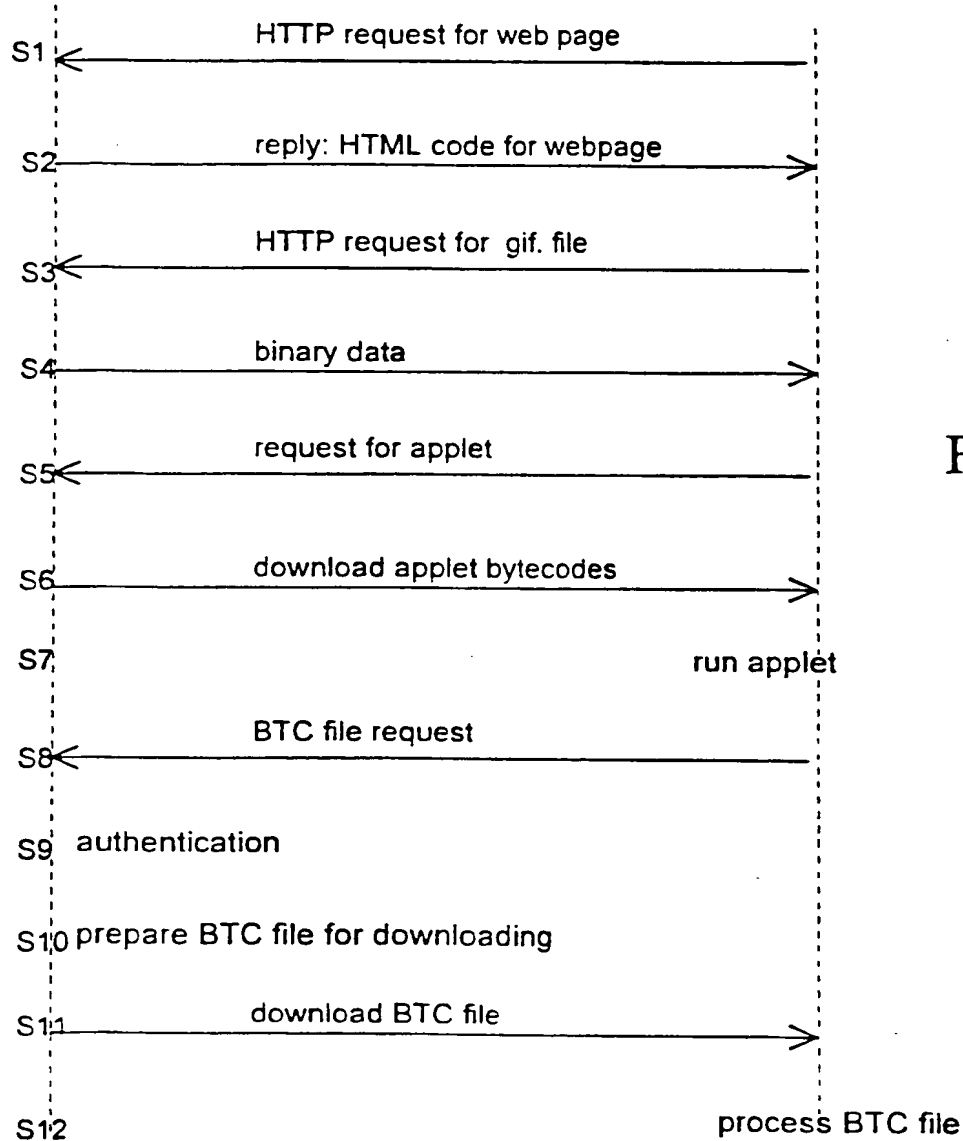 S1 HTTP request for web page
S2 reply: HTML code for webpage
S3 HTTP request for gif. file
S4 binary data
S5 request for applet
S6 download applet bytecodes
S7 run applet
S8 BTC file request
S9 authentication
S10 prepare BTC file for downloading
S11 download BTC file
S12 process BTC file